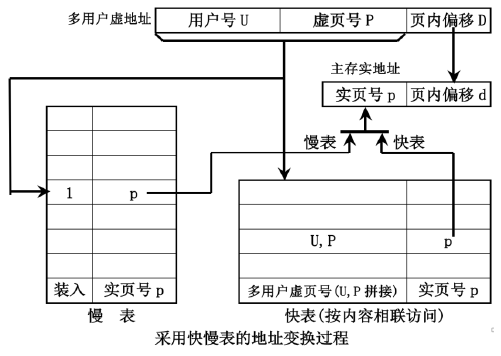 多用户虚地址 用户号 U 虚页号 P 页内偏移 D
主存实地址
实页号 p 页内偏移 d
慢表 快表
1 p
U, P p
装入 实页号 p
多用户虚页号(U, P 拼接) 实页号 p
慢 表 快表(按内容相联访问)
采用快慢表的地址变换过程